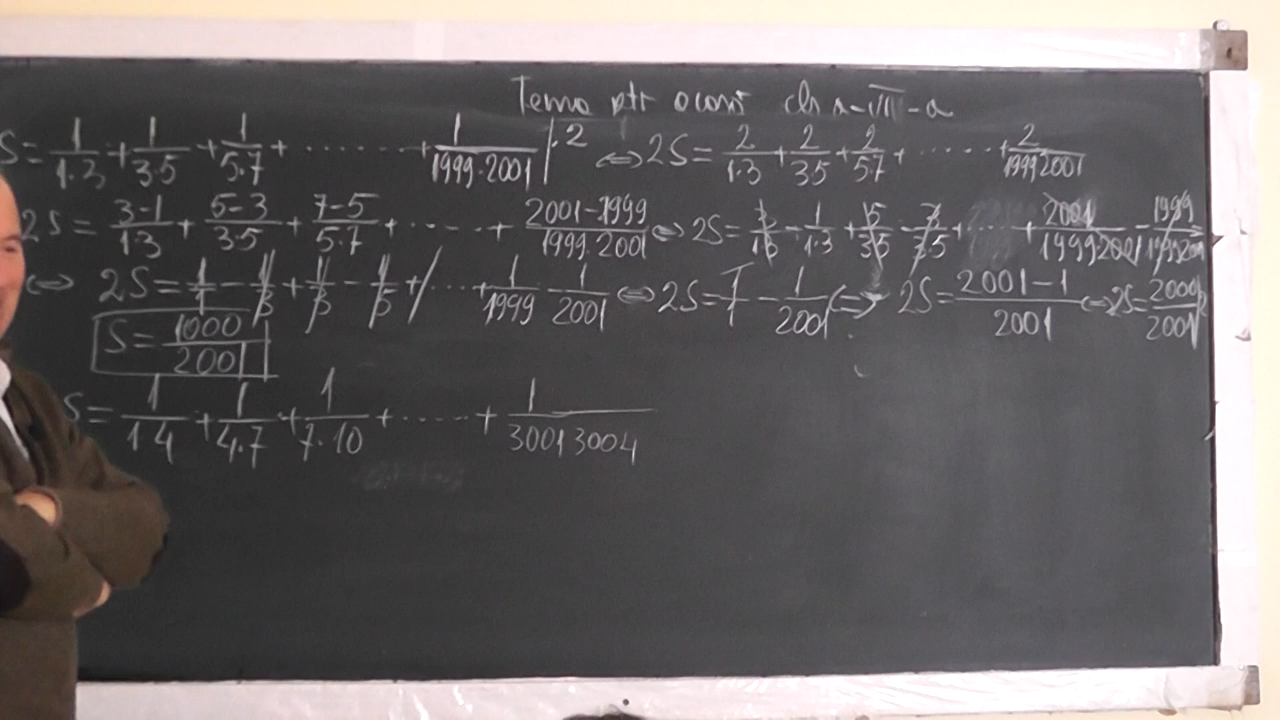 Tema ptr acasă cls a-VII-a
S = 1/1·3 + 1/3·5 + 1/5·7 + ........ + 1/1999·2001 |·2 ⇔ 2S = 2/1·3 + 2/3·5 + 2/5·7 + ........ + 2/1999·2001
2S = 3-1/1·3 + 5-3/3·5 + 7-5/5·7 + ...... + 2001-1999/1999·2001 ⇔ 2S = 3/1·3 - 1/1·3 + 5/3·5 - 3/3·5 + ...... + 2001/1999·2001 - 1999/1999·2001
⇔ 2S = 1/1 - 1/3 + 1/3 - 1/5 + ..... + 1/1999 - 1/2001 ⇔ 2S = 1 - 1/2001 ⇔ 2S = 2001-1/2001 ⇔ 2S = 2000/2001
S = 1000/2001
S = 1/1·4 + 1/4·7 + 1/7·10 + ...... + 1/3001·3004